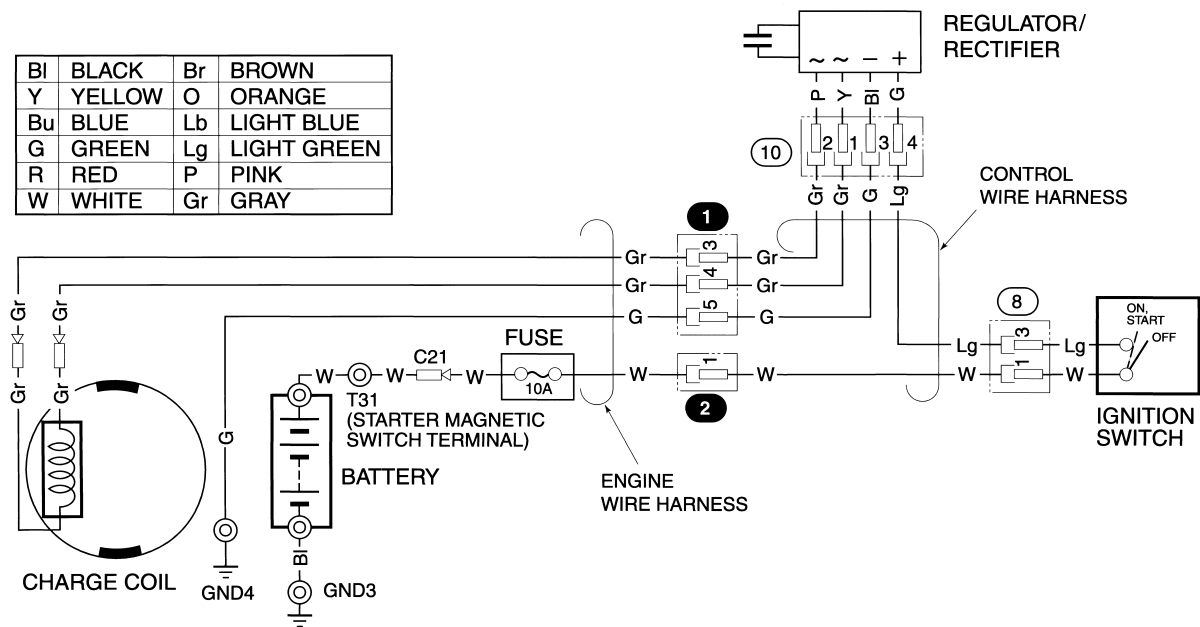 REGULATOR/
RECTIFIER
Bl BLACK Br BROWN
Y YELLOW O ORANGE
Bu BLUE Lb LIGHT BLUE
G GREEN Lg LIGHT GREEN
R RED P PINK
W WHITE Gr GRAY
~ ~ − +
P Y Bl G
10 2 1 3 4
Gr Gr G Lg
CONTROL
WIRE HARNESS
1
Gr 3 Gr
Gr 4 Gr
G 5 G
8
ON,
START
OFF
Gr Gr
Lg 3 Lg
FUSE
10A
C21
W W W W 1 W W 1 W
2
Gr Gr
T31
(STARTER MAGNETIC
SWITCH TERMINAL)
IGNITION
SWITCH
G
BATTERY
ENGINE
WIRE HARNESS
Bl
CHARGE COIL
GND4
GND3